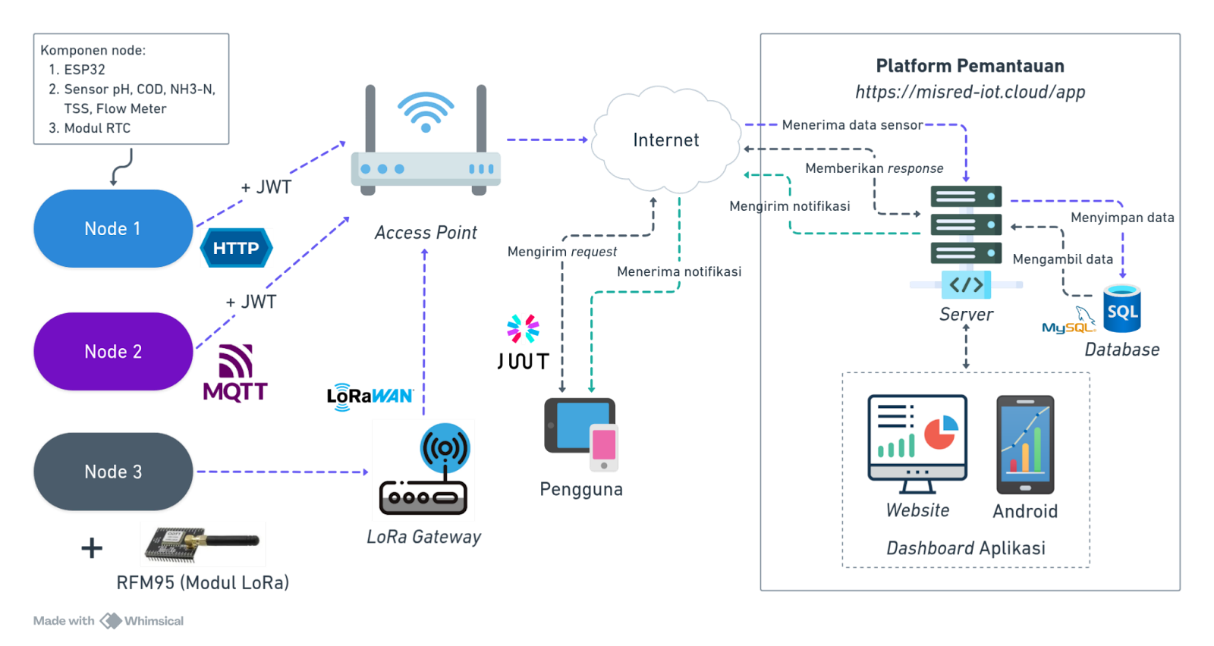 Komponen node:
1. ESP32
2. Sensor pH, COD, NH3-N,
TSS, Flow Meter
3. Modul RTC
Node 1
+ JWT
HTTP
Node 2
+ JWT
MQTT
Node 3
+
RFM95 (Modul LoRa)
Access Point
LoRaWAN
LoRa Gateway
Internet
Mengirim request
Menerima notifikasi
JWT
Pengguna
Platform Pemantauan
https://misred-iot.cloud/app
Menerima data sensor
Memberikan response
Mengirim notifikasi
Menyimpan data
Mengambil data
</>
Server
MySQL
SQL
Database
Website
Android
Dashboard Aplikasi
Made with Whimsical